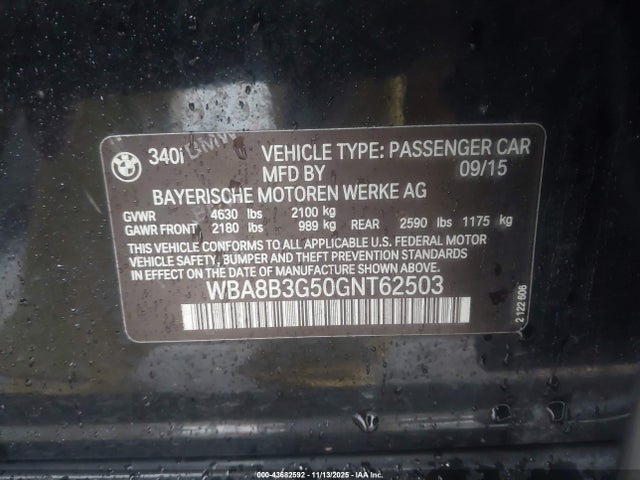 BMW 340i VEHICLE TYPE: PASSENGER CAR
MFD BY 09/15
BAYERISCHE MOTOREN WERKE AG
GVWR 4630 lbs 2100 kg
GAWR FRONT 2180 lbs 989 kg REAR 2590 lbs 1175 kg
THIS VEHICLE CONFORMS TO ALL APPLICABLE U.S. FEDERAL MOTOR
VEHICLE SAFETY, BUMPER AND THEFT PREVENTION STANDARDS
IN EFFECT ON THE DATE OF MANUFACTURE SHOWN ABOVE.
WBA8B3G50GNT62503
2 122 606
000-43682592 - 11/13/2025 - IAA Inc.